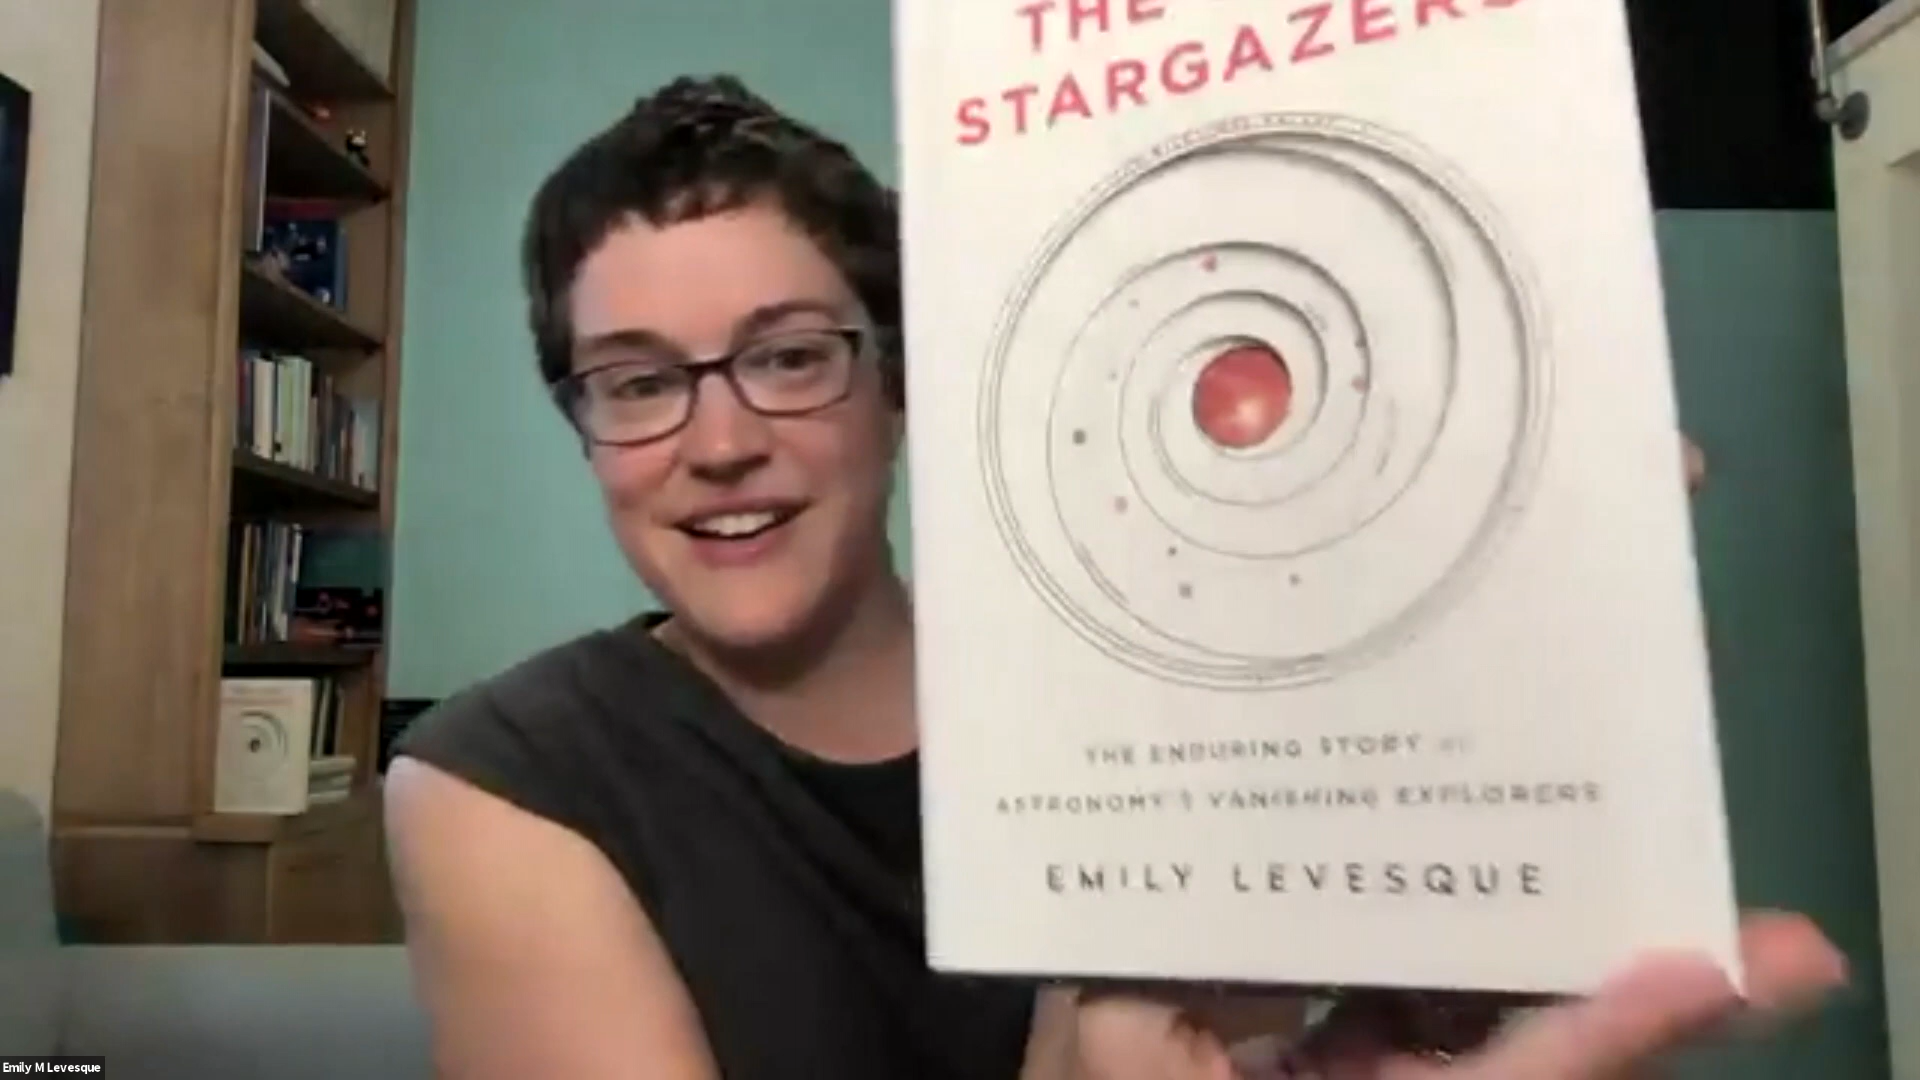 THE
STARGAZERS
THE ENDURING STORY
ASTRONOMY'S VANISHING EXPLORERS
EMILY LEVESQUE
Emily M Levesque